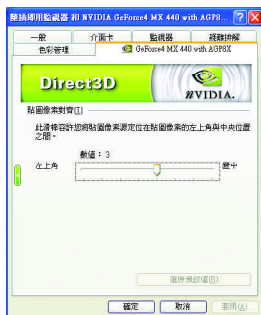 隨插即用監視器 和 NVIDIA GeForce4 MX 440 with AGP8...
一般 介面卡 監視器 疑難排解
色彩管理 GeForce4 MX 440 with AGP8X
Direct3D
NVIDIA.
貼圖像素對齊(T)
此滑桿容許您將貼圖像素源定位在貼圖像素的左上角與中央位置之間。
數值：3
左上角 置中
還原預設值(R)
確定 取消 套用(A)